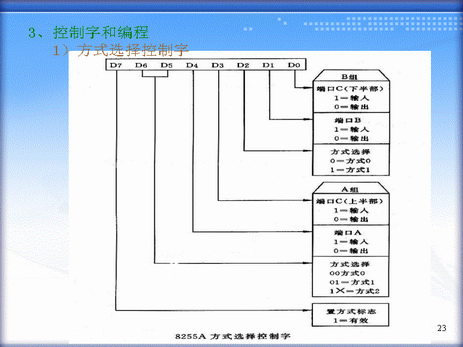 3、控制字和编程
1）方式选择控制字
D7 D6 D5 D4 D3 D2 D1 D0
B组
端口C(下半部)
1=输入
0=输出
端口B
1=输入
0=输出
方式选择
0=方式0
1=方式1
A组
端口C(上半部)
1=输入
0=输出
端口A
1=输入
0=输出
方式选择
00方式0
01=方式1
1×=方式2
置方式标志
1=有效
8255A 方式选择控制字
23